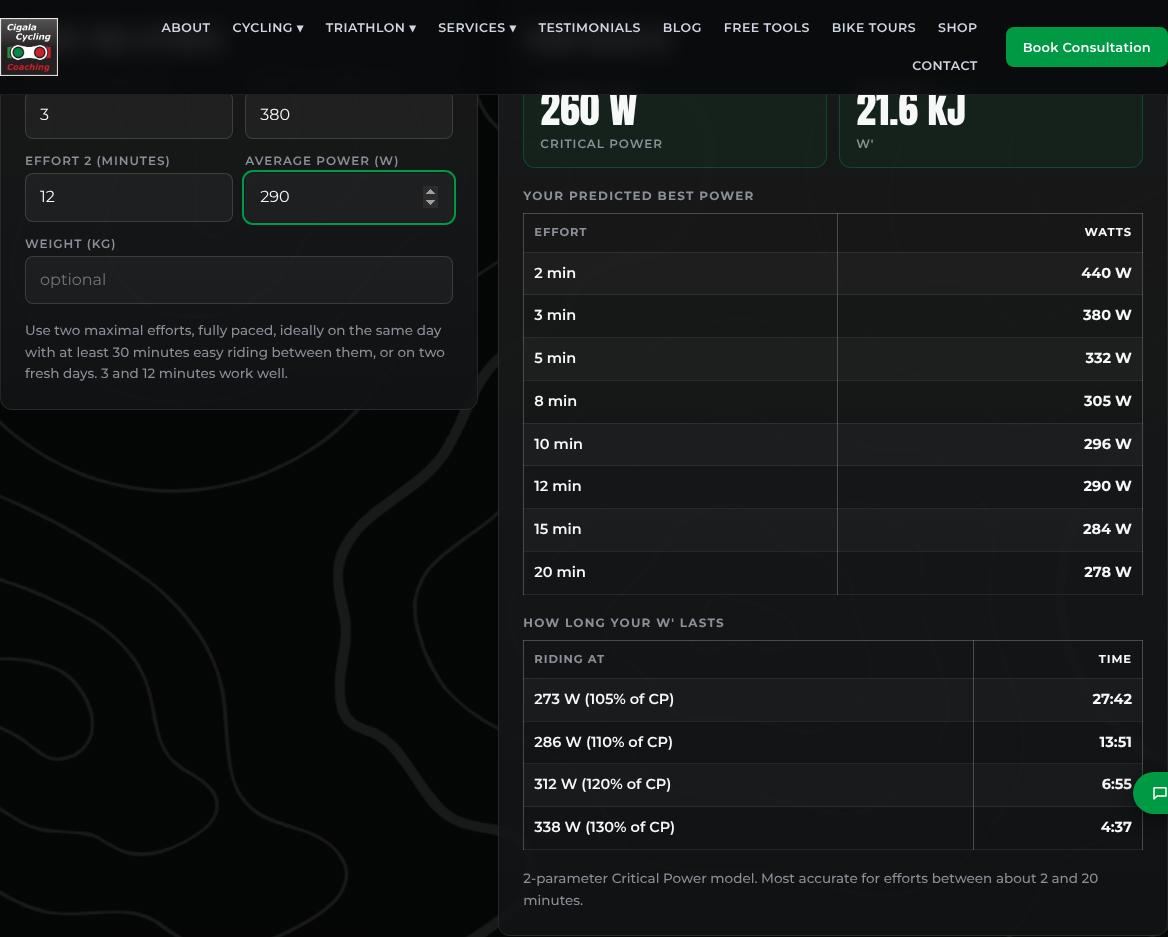 Cigala
Cycling
Coaching
ABOUT
CYCLING ▾
TRIATHLON ▾
SERVICES ▾
TESTIMONIALS
BLOG
FREE TOOLS
BIKE TOURS
SHOP
CONTACT
Book Consultation
3
380
EFFORT 2 (MINUTES)
AVERAGE POWER (W)
12
290
WEIGHT (KG)
optional
Use two maximal efforts, fully paced, ideally on the same day
with at least 30 minutes easy riding between them, or on two
fresh days. 3 and 12 minutes work well.
260 W
CRITICAL POWER
21.6 KJ
W'
YOUR PREDICTED BEST POWER
EFFORT WATTS
2 min 440 W
3 min 380 W
5 min 332 W
8 min 305 W
10 min 296 W
12 min 290 W
15 min 284 W
20 min 278 W
HOW LONG YOUR W' LASTS
RIDING AT TIME
273 W (105% of CP) 27:42
286 W (110% of CP) 13:51
312 W (120% of CP) 6:55
338 W (130% of CP) 4:37
2-parameter Critical Power model. Most accurate for efforts between about 2 and 20
minutes.